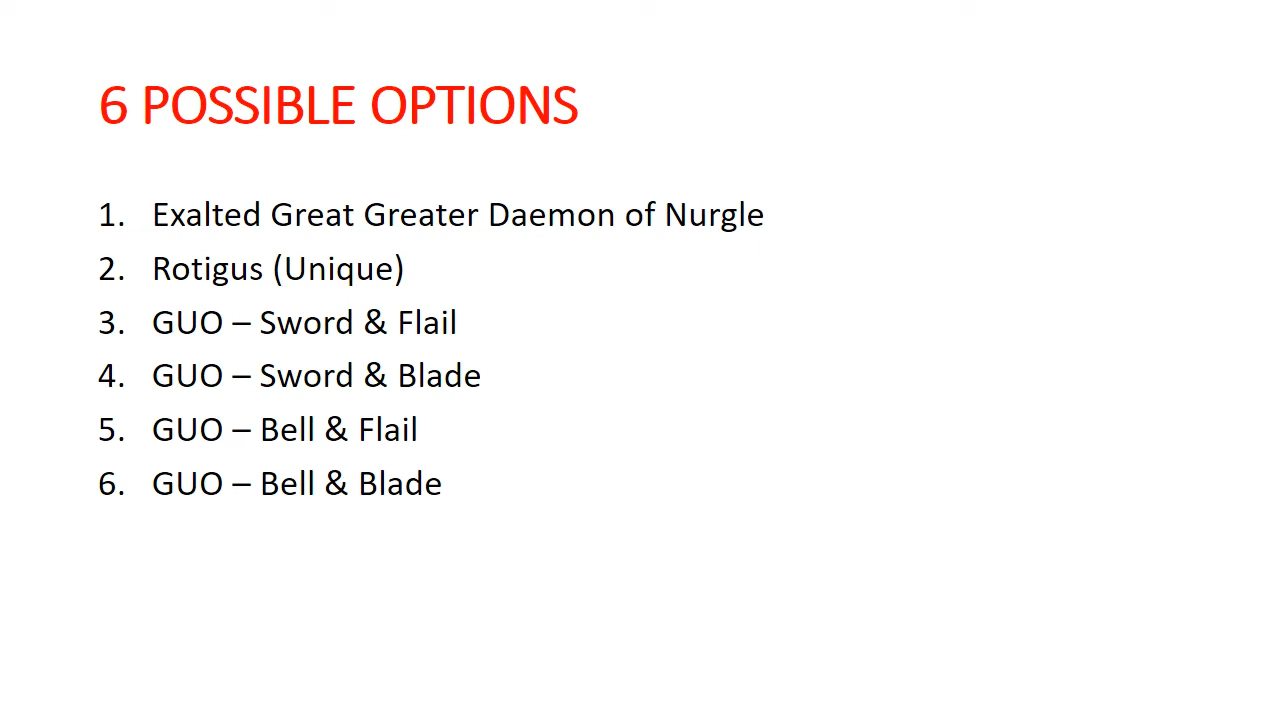 6 POSSIBLE OPTIONS
1. Exalted Great Greater Daemon of Nurgle
2. Rotigus (Unique)
3. GUO – Sword & Flail
4. GUO – Sword & Blade
5. GUO – Bell & Flail
6. GUO – Bell & Blade